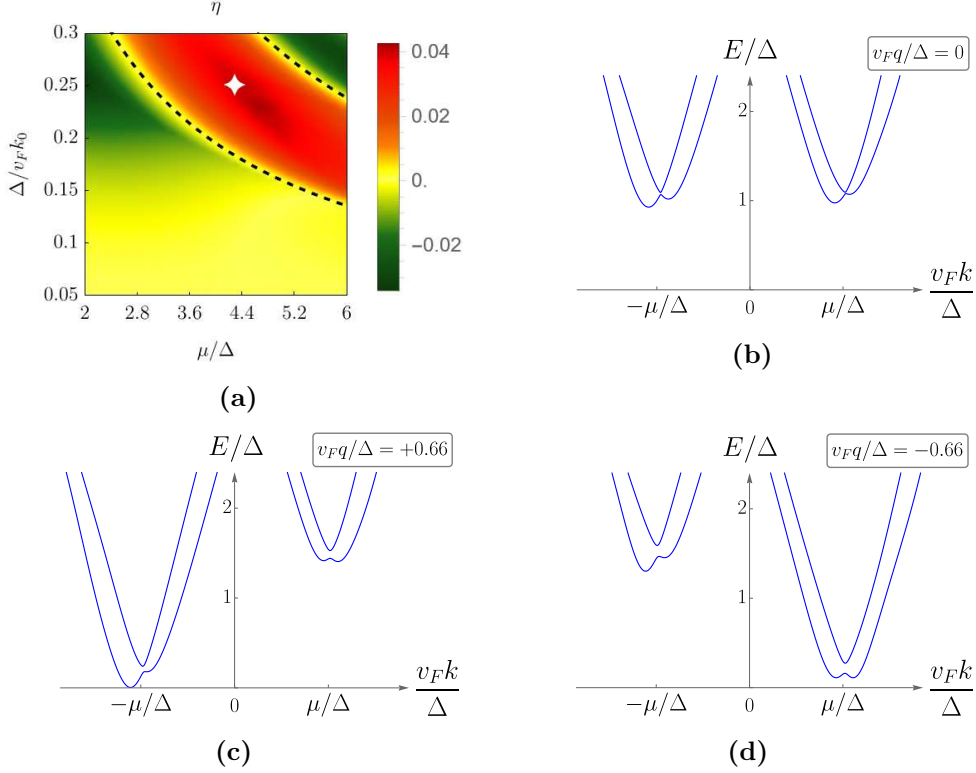 η
0.3
0.25
0.2
0.15
0.1
0.05
Δ/v_F k_0
2 2.8 3.6 4.4 5.2 6
μ/Δ
0.04
0.02
0.
−0.02
(a)
E/Δ
v_F q/Δ = 0
2
1
−μ/Δ 0 μ/Δ
v_F k
Δ
(b)
E/Δ
v_F q/Δ = +0.66
2
1
−μ/Δ 0 μ/Δ
v_F k
Δ
(c)
E/Δ
v_F q/Δ = −0.66
2
1
−μ/Δ 0 μ/Δ
v_F k
Δ
(d)